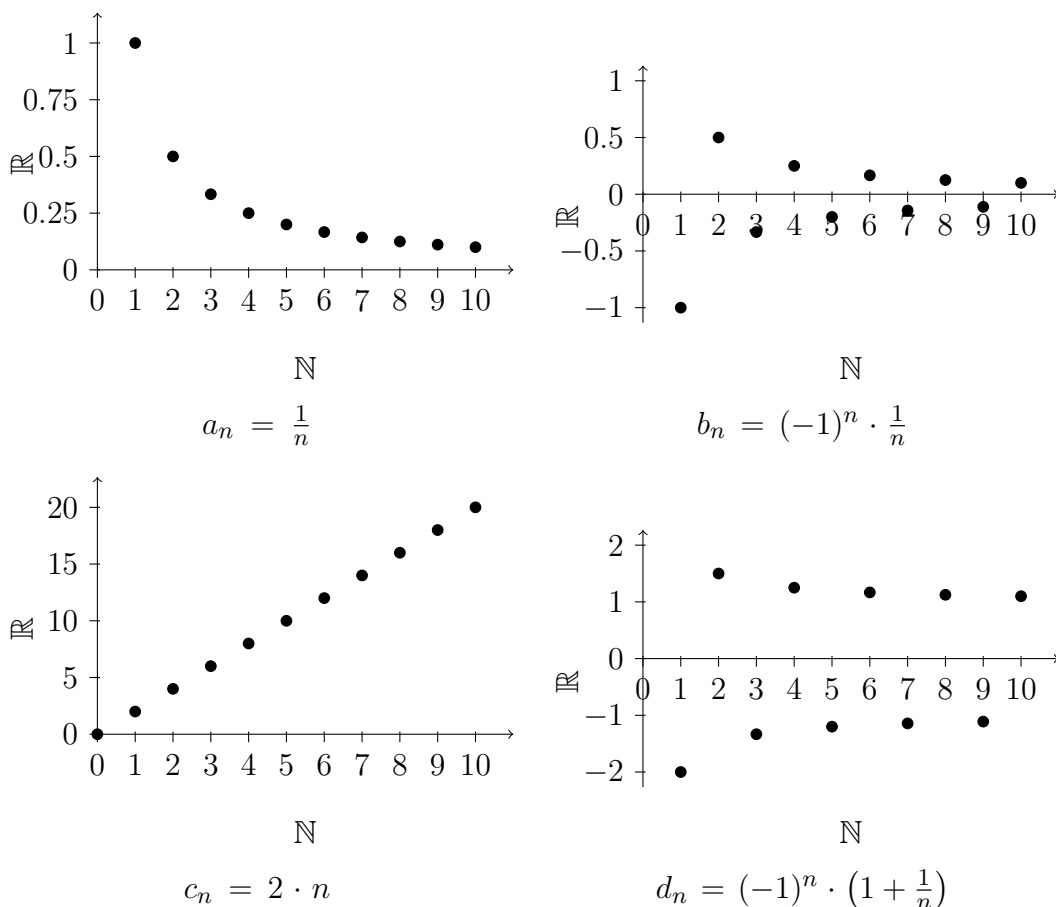 1
0.75
0.5
0.25
0
ℝ
0 1 2 3 4 5 6 7 8 9 10
ℕ
a_n = \frac{1}{n}
1
0.5
0
−0.5
−1
ℝ
0 1 2 3 4 5 6 7 8 9 10
ℕ
b_n = (−1)^n · \frac{1}{n}
20
15
10
5
0
ℝ
0 1 2 3 4 5 6 7 8 9 10
ℕ
c_n = 2 · n
2
1
0
−1
−2
ℝ
0 1 2 3 4 5 6 7 8 9 10
ℕ
d_n = (−1)^n · (1 + \frac{1}{n})